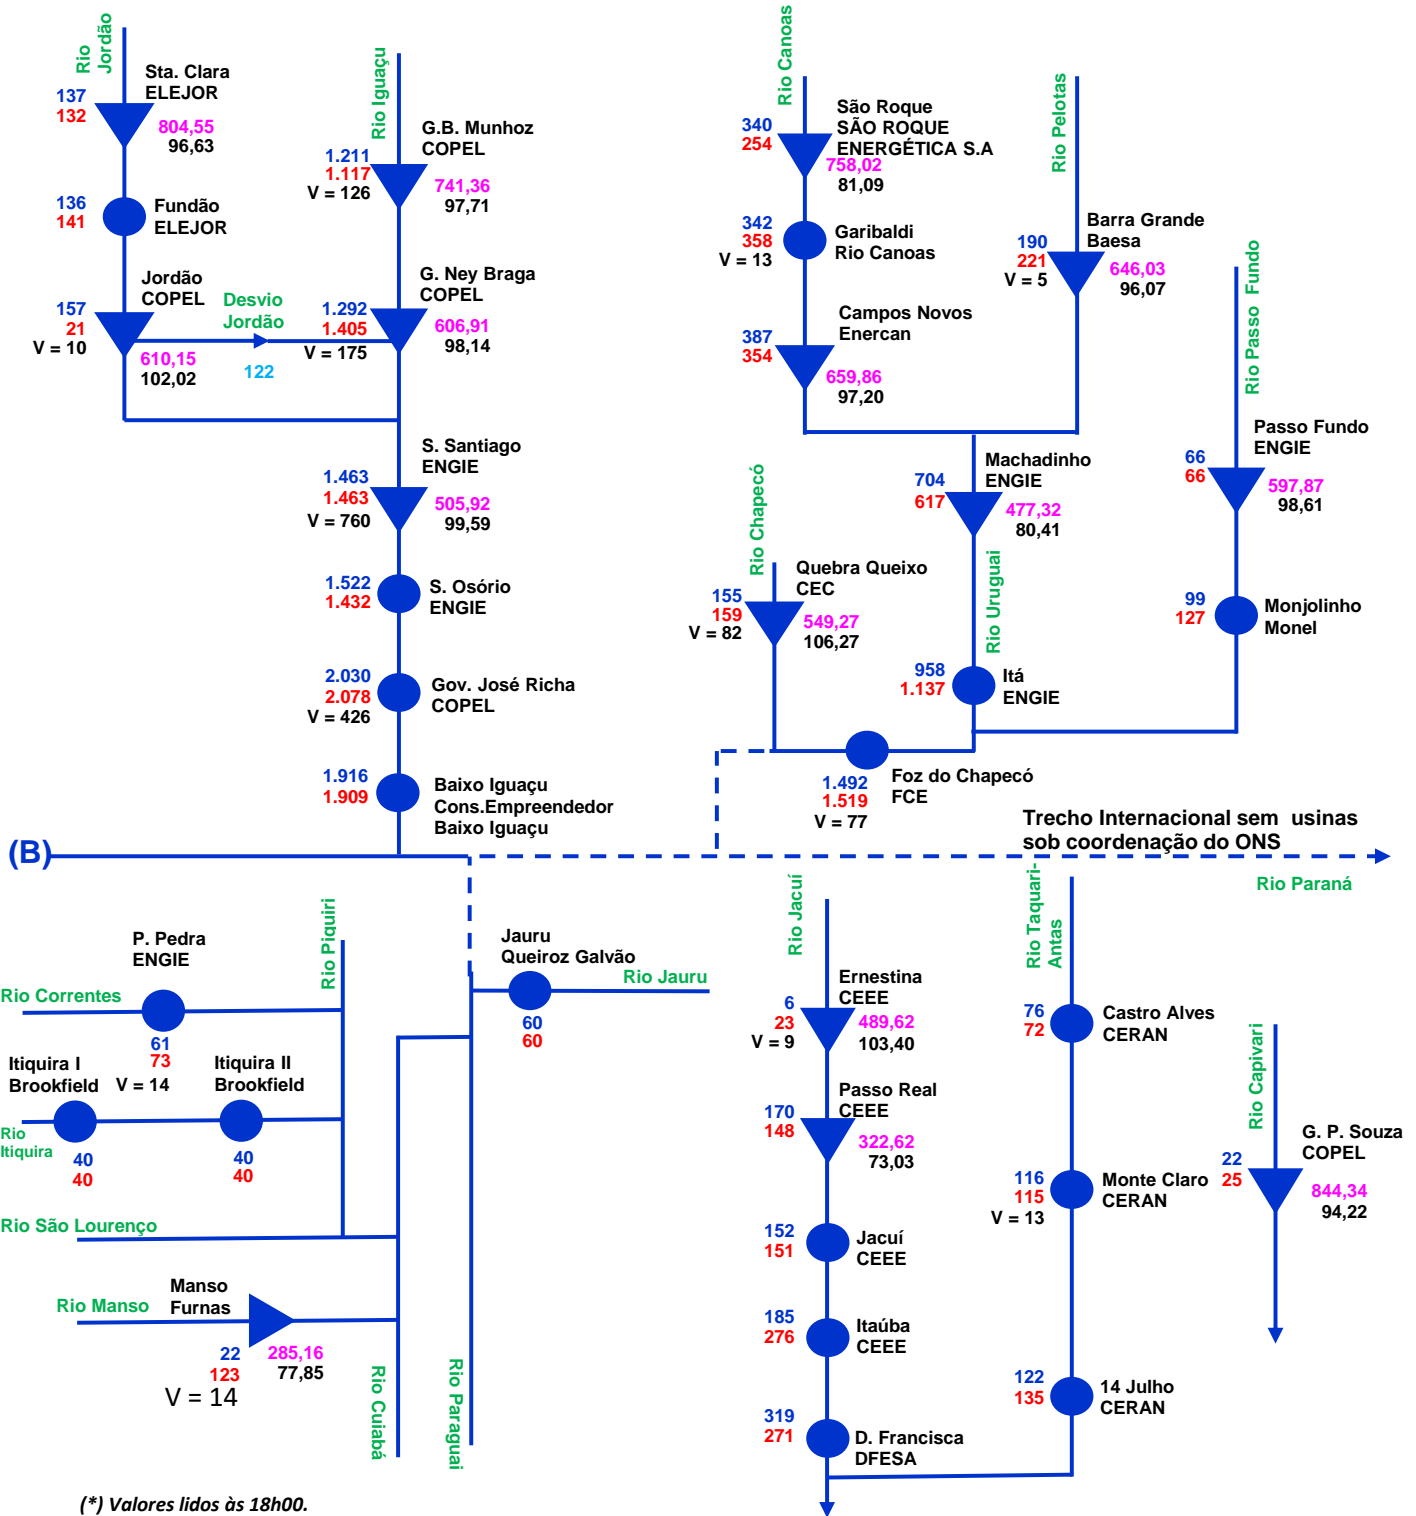 Rio
Jordão
Sta. Clara
ELEJOR
137
132
804,55
96,63
136
141
Fundão
ELEJOR
Jordão
COPEL
157
21
V = 10
610,15
102,02
Desvio
Jordão
122
Rio Iguaçu
G.B. Munhoz
COPEL
1.211
1.117
V = 126
741,36
97,71
G. Ney Braga
COPEL
1.292
1.405
V = 175
606,91
98,14
S. Santiago
ENGIE
1.463
1.463
V = 760
505,92
99,59
1.522
1.432
S. Osório
ENGIE
2.030
2.078
V = 426
Gov. José Richa
COPEL
1.916
1.909
Baixo Iguaçu
Cons.Empreendedor
Baixo Iguaçu
Rio Canoas
São Roque
SÃO ROQUE
ENERGÉTICA S.A
340
254
758,02
81,09
342
358
V = 13
Garibaldi
Rio Canoas
Campos Novos
Enercan
387
354
659,86
97,20
Rio Pelotas
Barra Grande
Baesa
190
221
V = 5
646,03
96,07
Rio Passo Fundo
Passo Fundo
ENGIE
66
66
597,87
98,61
99
127
Monjolinho
Monel
Machadinho
ENGIE
704
617
477,32
80,41
Rio Uruguai
Rio Chapecó
Quebra Queixo
CEC
155
159
V = 82
549,27
106,27
958
1.137
Itá
ENGIE
Foz do Chapecó
FCE
1.492
1.519
V = 77
(B)
Trecho Internacional sem usinas
sob coordenação do ONS
Rio Paraná
P. Pedra
ENGIE
Rio Correntes
61
73
V = 14
Rio Piquiri
Itiquira I
Brookfield
Itiquira II
Brookfield
Rio
Itiquira
40
40
40
40
Rio São Lourenço
Rio Manso
Manso
Furnas
22
123
V = 14
285,16
77,85
Rio Cuiabá
Rio Paraguai
Jauru
Queiroz Galvão
Rio Jauru
60
60
Rio Jacuí
Ernestina
CEEE
6
23
V = 9
489,62
103,40
Passo Real
CEEE
170
148
322,62
73,03
152
151
Jacuí
CEEE
185
276
Itaúba
CEEE
319
271
D. Francisca
DFESA
Rio Taquari-
Antas
76
72
Castro Alves
CERAN
116
115
V = 13
Monte Claro
CERAN
122
135
14 Julho
CERAN
Rio Capivari
G. P. Souza
COPEL
22
25
844,34
94,22
(*) Valores lidos às 18h00.